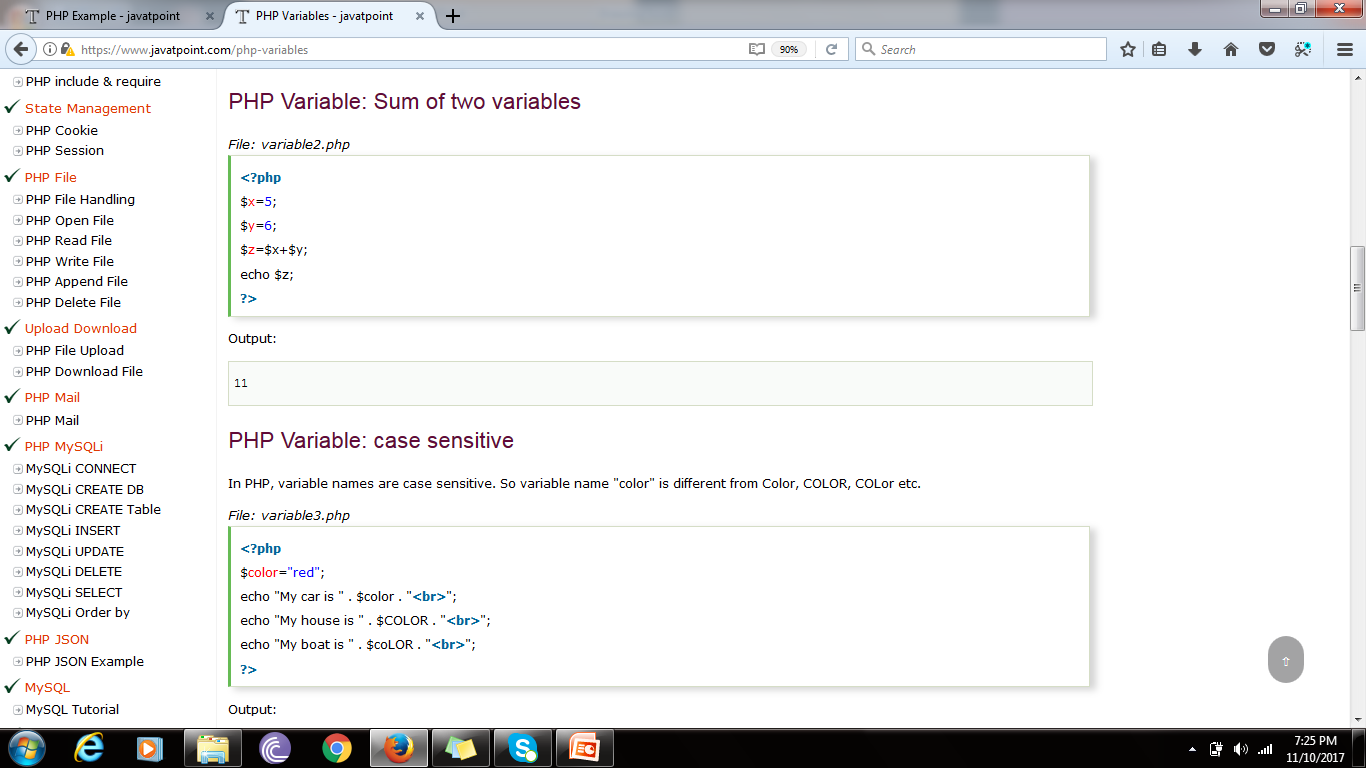 PHP Example - javatpoint
PHP Variables - javatpoint
https://www.javatpoint.com/php-variables
90%
Search
PHP include & require
State Management
PHP Cookie
PHP Session
PHP File
PHP File Handling
PHP Open File
PHP Read File
PHP Write File
PHP Append File
PHP Delete File
Upload Download
PHP File Upload
PHP Download File
PHP Mail
PHP Mail
PHP MySQLi
MySQLi CONNECT
MySQLi CREATE DB
MySQLi CREATE Table
MySQLi INSERT
MySQLi UPDATE
MySQLi DELETE
MySQLi SELECT
MySQLi Order by
PHP JSON
PHP JSON Example
MySQL
MySQL Tutorial
PHP Variable: Sum of two variables
File: variable2.php
<?php
$x=5;
$y=6;
$z=$x+$y;
echo $z;
?>
Output:
11
PHP Variable: case sensitive
In PHP, variable names are case sensitive. So variable name "color" is different from Color, COLOR, COLor etc.
File: variable3.php
<?php
$color="red";
echo "My car is " . $color . "<br>";
echo "My house is " . $COLOR . "<br>";
echo "My boat is " . $coLOR . "<br>";
?>
Output:
7:25 PM
11/10/2017